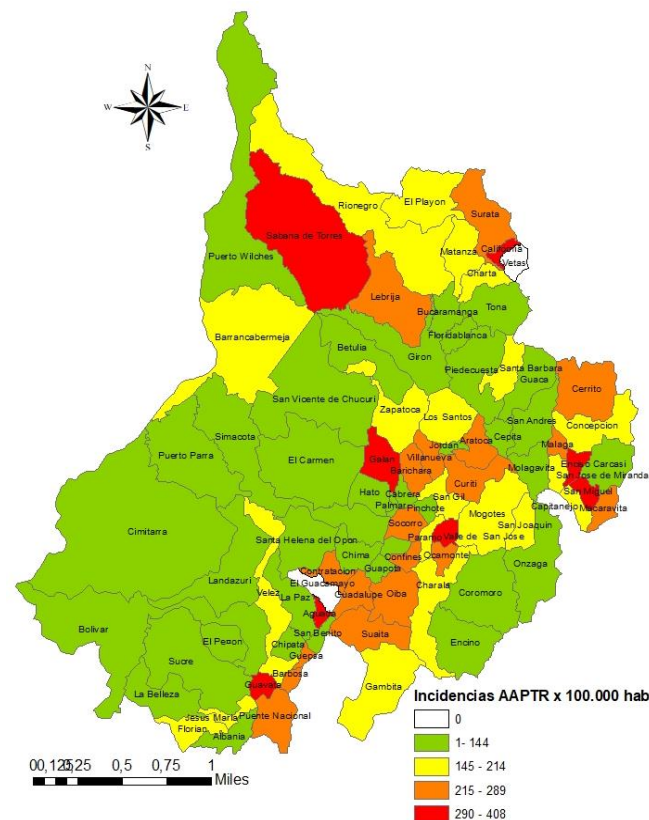 N
W E
S
Rionegro
El Playon
Surata
Sabana de Torres
California
Puerto Wilches
Matanza
Vetas
Charta
Lebrija
Bucaramanga
Tona
Barrancabermeja
Floridablanca
Betulia
Giron
Piedecuesta
Santa Barbara
Guaca
Cerrito
San Vicente de Chucuri
Zapatoca
Los Santos
San Andres
Concepcion
Simacota
Jordan
Aratoca
Cepita
Malaga
Puerto Parra
El Carmen
Galan
Villanueva
Barichara
Molagavita
Enciso
Carcasi
San Jose de Miranda
Hato
Cabrera
Curiti
San Gil
San Miguel
Palmar
Pinchote
Mogotes
Capitanejo
Macaravita
Cimitarra
Socorro
San Joaquin
Santa Helena del Opon
Paramo
Valle de San Jose
Onzaga
Chima
Confines
Ocamonte
Guapota
Landazuri
Contratacion
Charala
Velez
El Guacamayo
Coromoro
La Paz
Guadalupe
Oiba
Aguada
Bolivar
San Benito
Encino
El Penon
Chipata
Suaita
Sucre
Guepsa
Barbosa
Gambita
Guavata
La Belleza
Jesus Maria
Puente Nacional
Florian
Albania
Incidencias AAPTR x 100.000 hab
0
1- 144
145 - 214
215 - 289
290 - 408
0,5 0,75 1
Miles